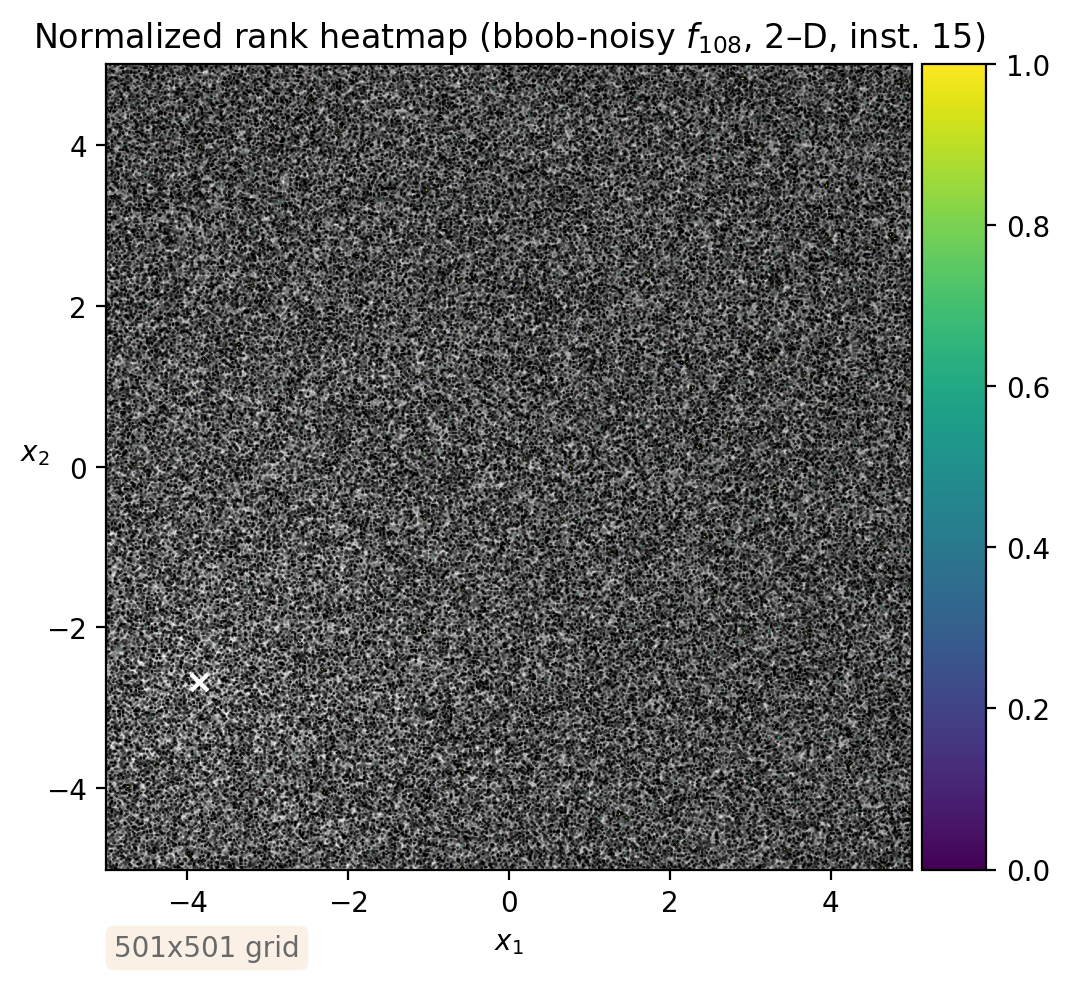 Normalized rank heatmap (bbob-noisy f₁₀₈, 2–D, inst. 15)
1.0
0.8
0.6
0.4
0.2
0.0
4
2
0
−2
−4
x₂
−4 −2 0 2 4
x₁
501x501 grid